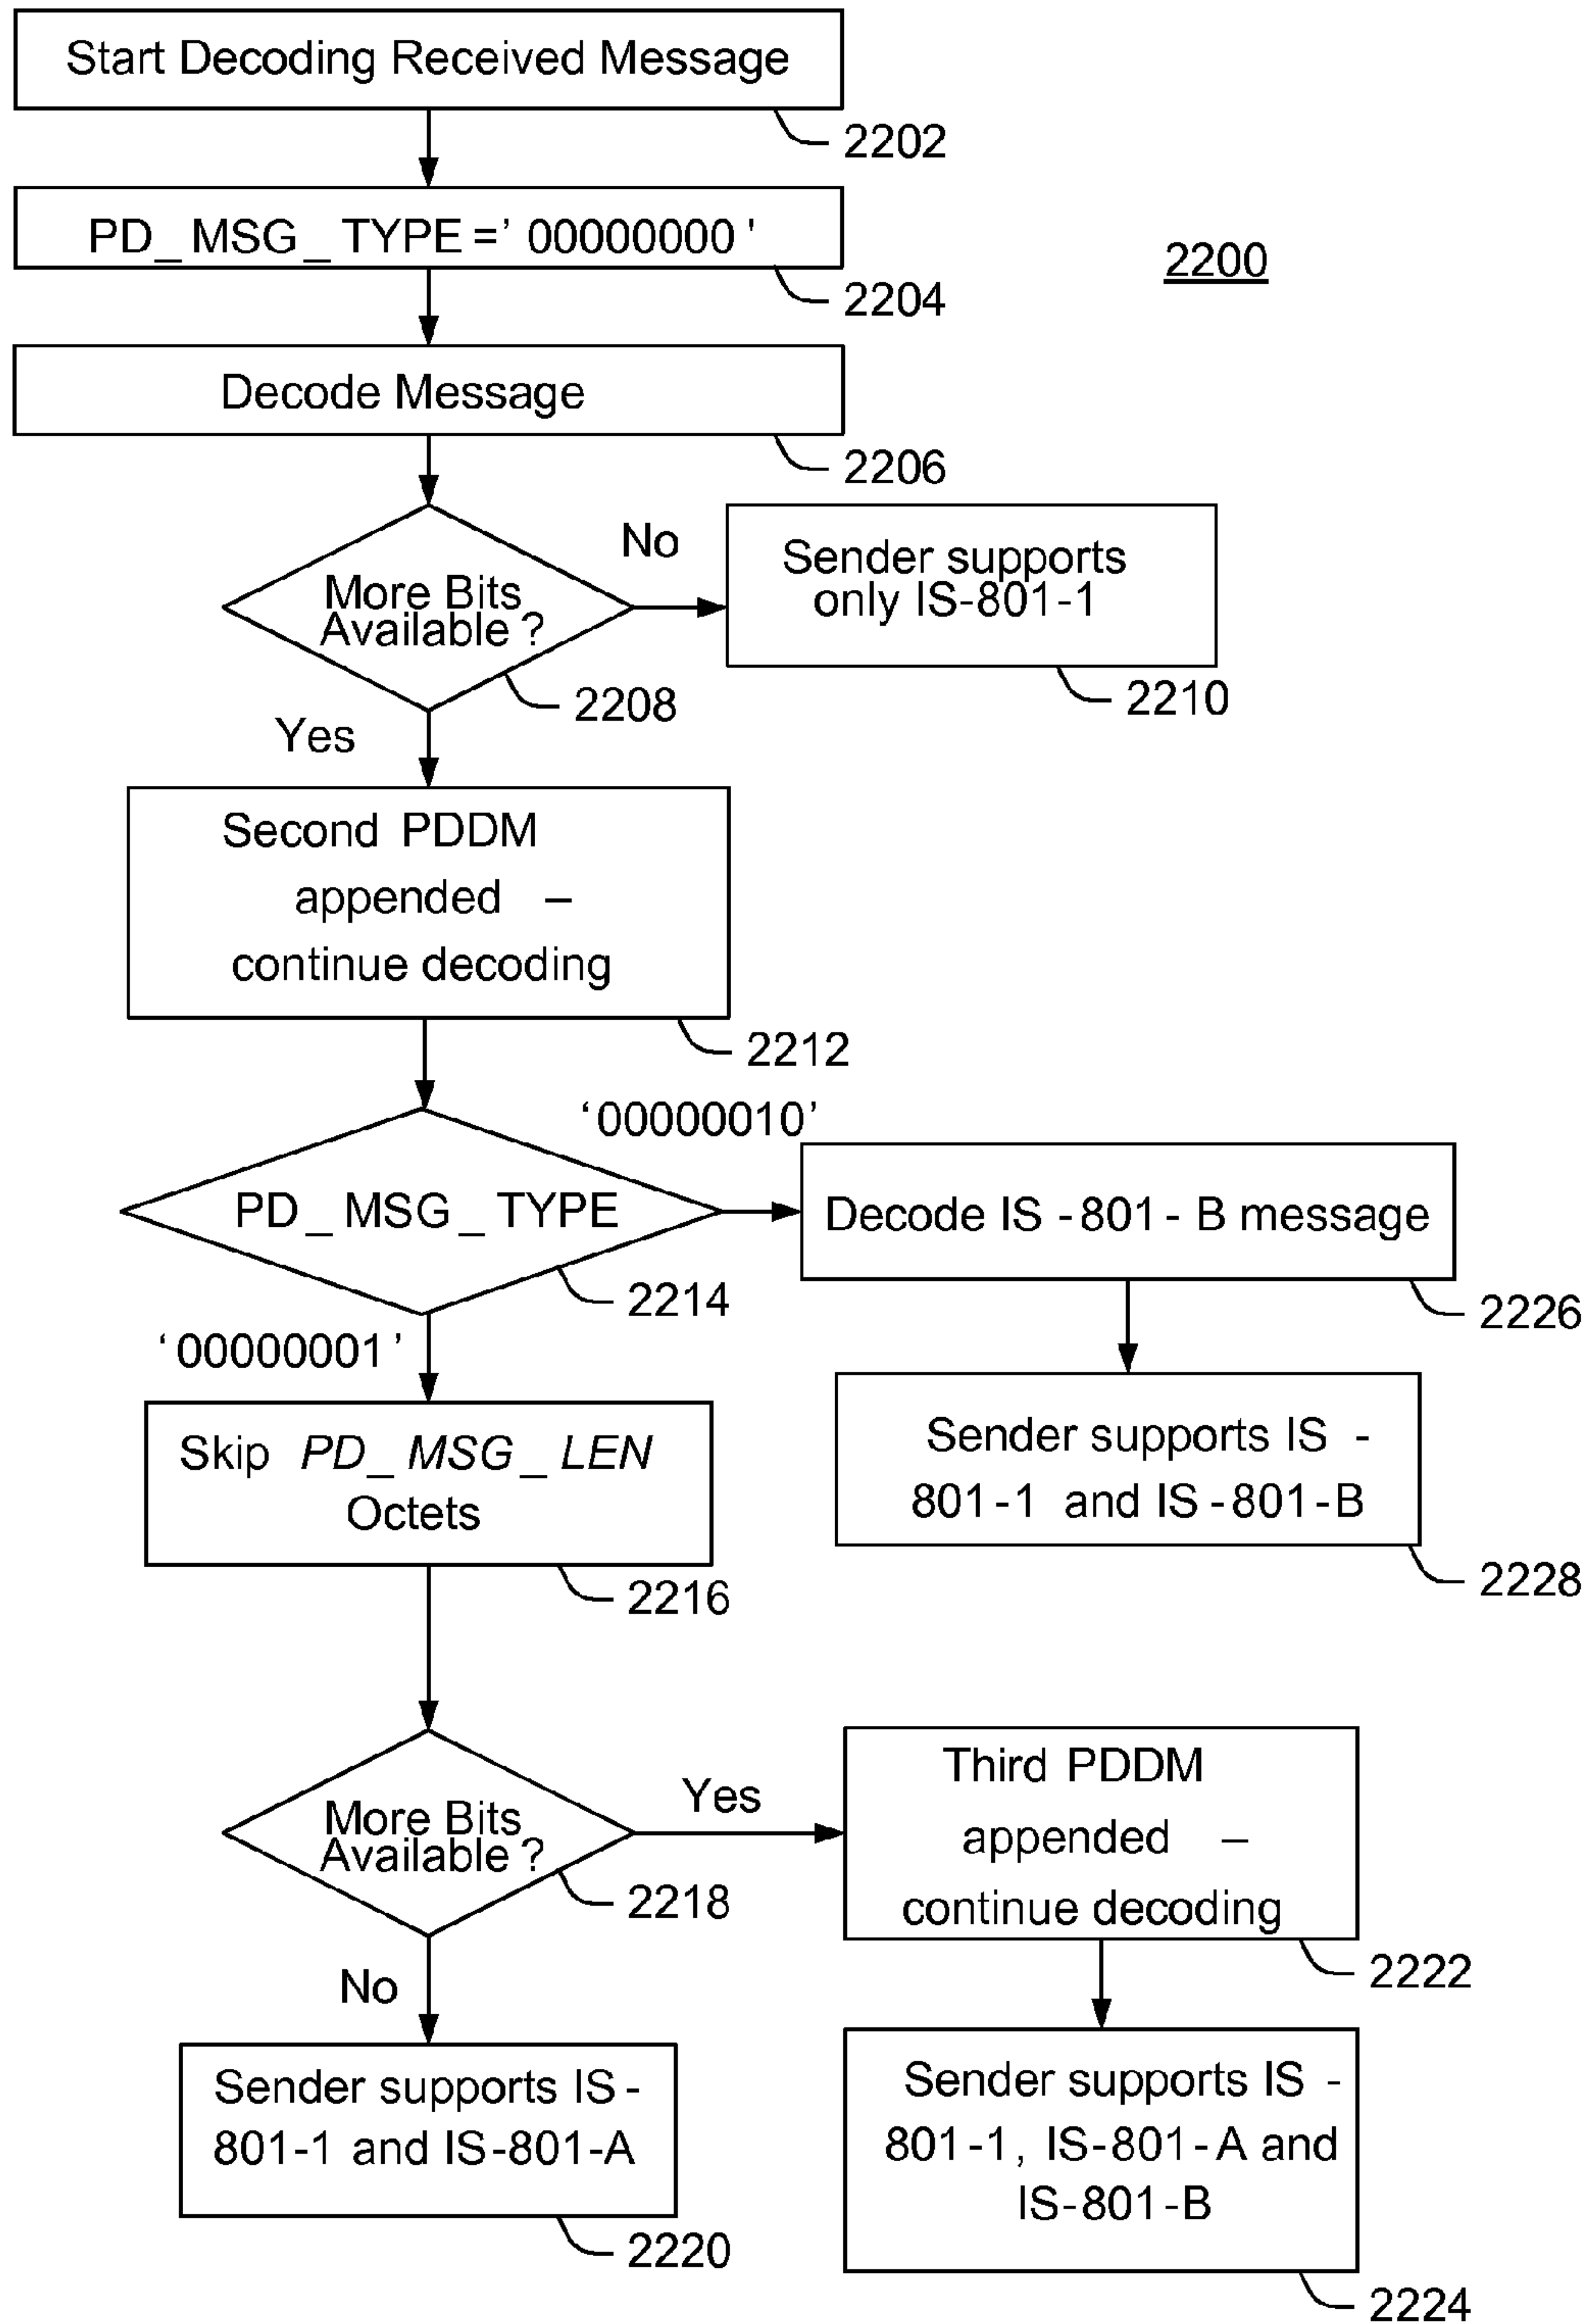 Start Decoding Received Message
2202
PD_MSG_TYPE=' 00000000 '
2200
2204
Decode Message
2206
No
Sender supports
only IS-801-1
More Bits
Available ?
2208
2210
Yes
Second PDDM
appended –
continue decoding
2212
‘00000010’
PD_MSG_TYPE
Decode IS -801- B message
2214
2226
‘00000001’
Skip PD_MSG_LEN
Octets
2216
Sender supports IS -
801-1 and IS-801-B
2228
More Bits
Available ?
2218
Yes
Third PDDM
appended –
continue decoding
2222
No
Sender supports IS-
801-1 and IS-801-A
2220
Sender supports IS -
801-1, IS-801-A and
IS-801-B
2224